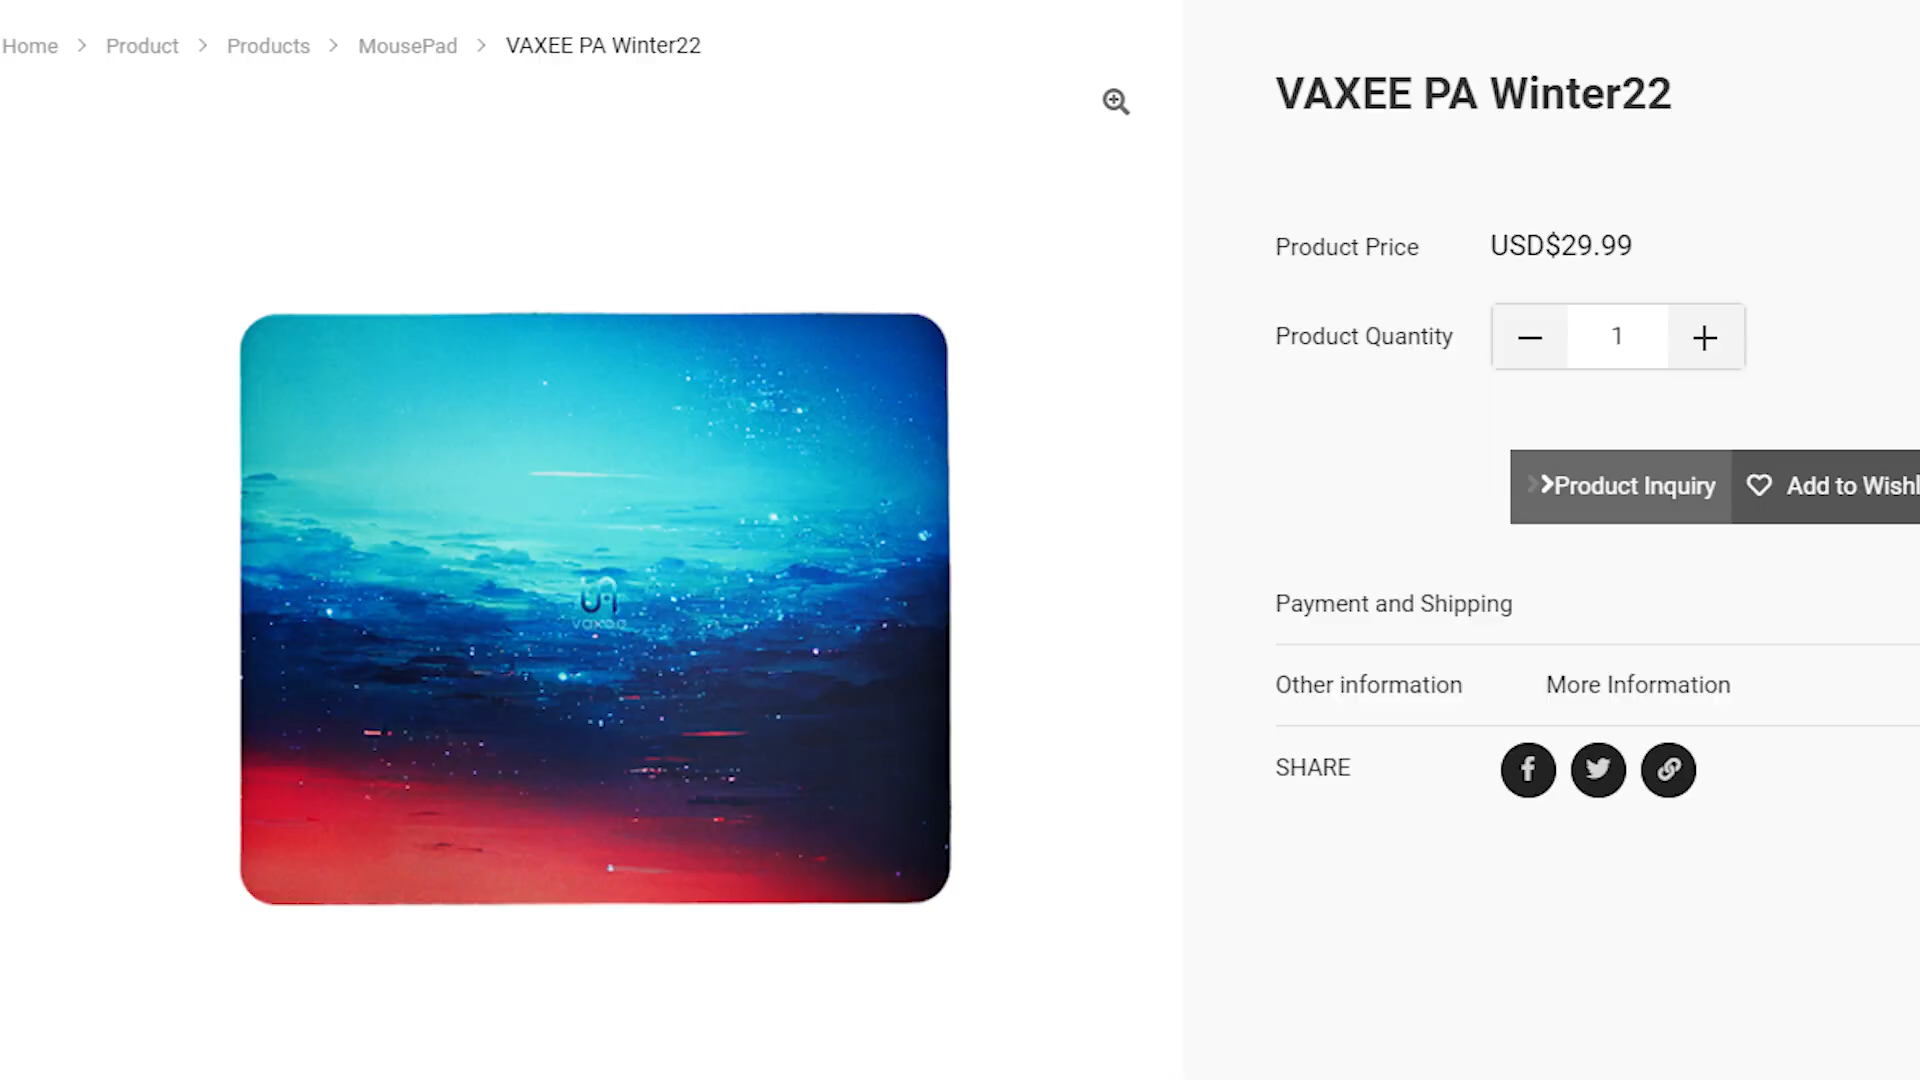 Home > Product > Products > MousePad > VAXEE PA Winter22
VAXEE PA Winter22
Product Price USD$29.99
Product Quantity 1
Product Inquiry Add to Wishl
Payment and Shipping
Other information More Information
SHARE
vaxee